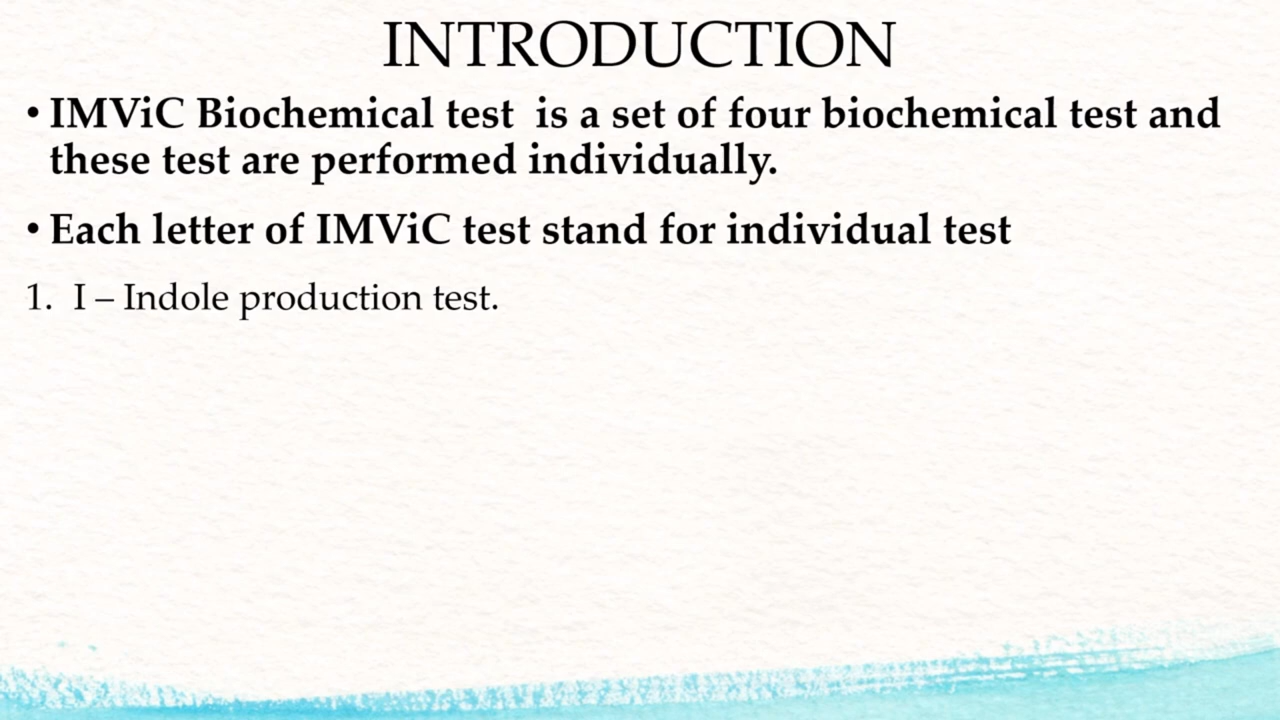 INTRODUCTION
• IMViC Biochemical test  is a set of four biochemical test and
these test are performed individually.
• Each letter of IMViC test stand for individual test
1. I – Indole production test.